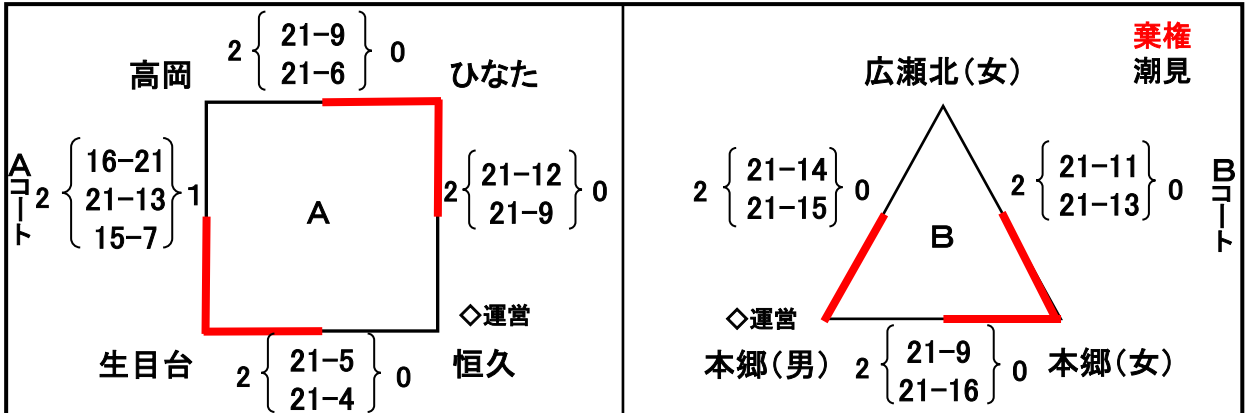 2 { 21-9 } 0
21-6
高岡
ひなた
Aコート
2 { 16-21 } 1
21-13
15-7
A
2 { 21-12 } 0
21-9
◇運営
生目台
2 { 21-5 } 0
21-4
恒久
棄権
潮見
広瀬北(女)
2 { 21-14 } 0
21-15
2 { 21-11 } 0
21-13
Bコート
B
◇運営
本郷(男)
2 { 21-9 } 0
21-16
本郷(女)